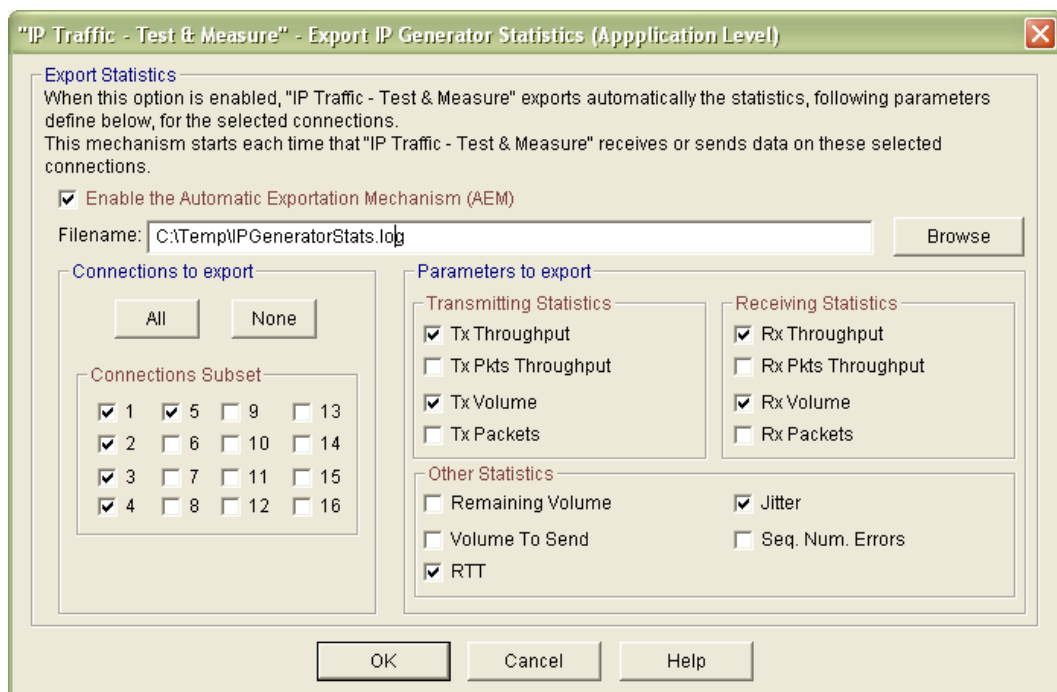 "IP Traffic - Test & Measure" - Export IP Generator Statistics (Appplication Level)
Export Statistics
When this option is enabled, "IP Traffic - Test & Measure" exports automatically the statistics, following parameters
define below, for the selected connections.
This mechanism starts each time that "IP Traffic - Test & Measure" receives or sends data on these selected
connections.
Enable the Automatic Exportation Mechanism (AEM)
Filename: C:\Temp\IPGeneratorStats.log Browse
Connections to export
All None
Connections Subset
1 5 9 13
2 6 10 14
3 7 11 15
4 8 12 16
Parameters to export
Transmitting Statistics
Tx Throughput
Tx Pkts Throughput
Tx Volume
Tx Packets
Receiving Statistics
Rx Throughput
Rx Pkts Throughput
Rx Volume
Rx Packets
Other Statistics
Remaining Volume
Volume To Send
RTT
Jitter
Seq. Num. Errors
OK Cancel Help